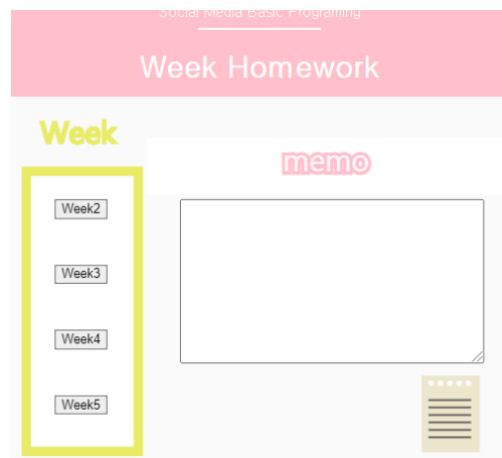 Social Media Basic Programing
Week Homework
Week
memo
Week2
Week3
Week4
Week5